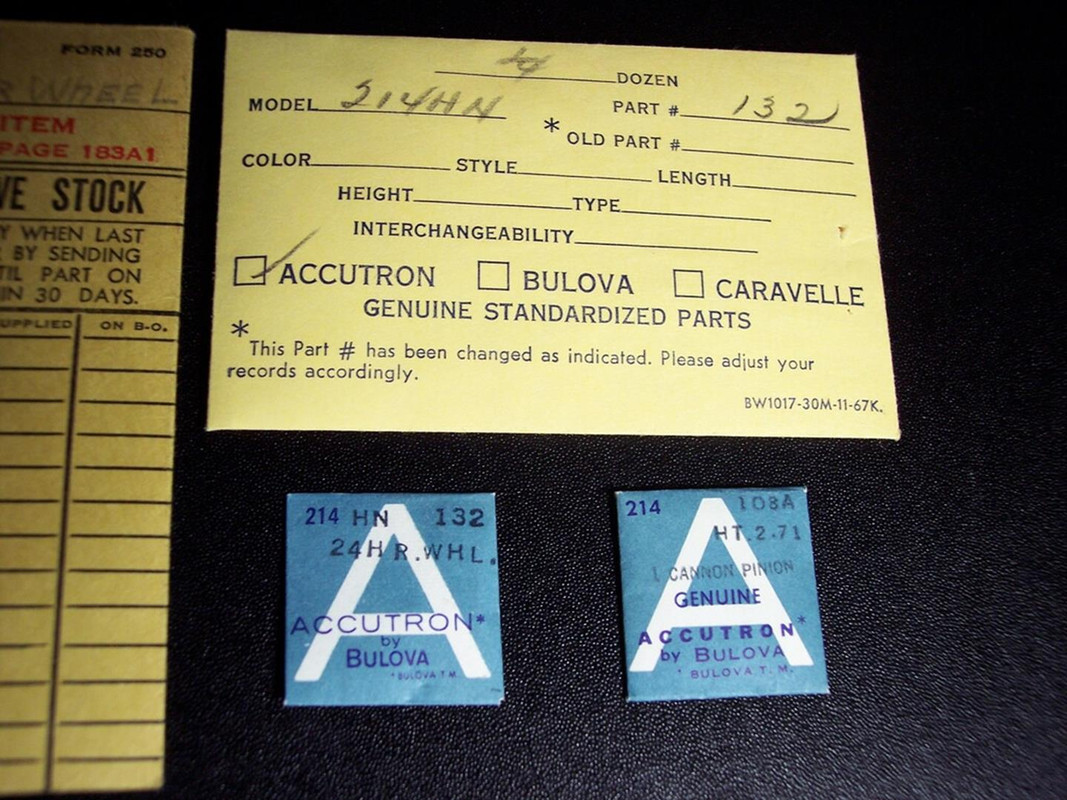 FORM 250
R WHEEL
ITEM
PAGE 183A1
VE STOCK
Y WHEN LAST
BY SENDING
TIL PART ON
IN 30 DAYS.
UPPLIED ON B-O.
DOZEN
MODEL 214HN PART # 132
* OLD PART #
COLOR STYLE LENGTH
HEIGHT TYPE
INTERCHANGEABILITY
ACCUTRON BULOVA CARAVELLE
GENUINE STANDARDIZED PARTS
*
This Part # has been changed as indicated. Please adjust your
records accordingly.
BW1017-30M-11-67K.
214 HN 132
24HR.WHL.
ACCUTRON*
by
BULOVA
*BULOVA T.M.
214 108A
HT.2.71
1 CANNON PINION
GENUINE
ACCUTRON*
by BULOVA
* BULOVA T.M.